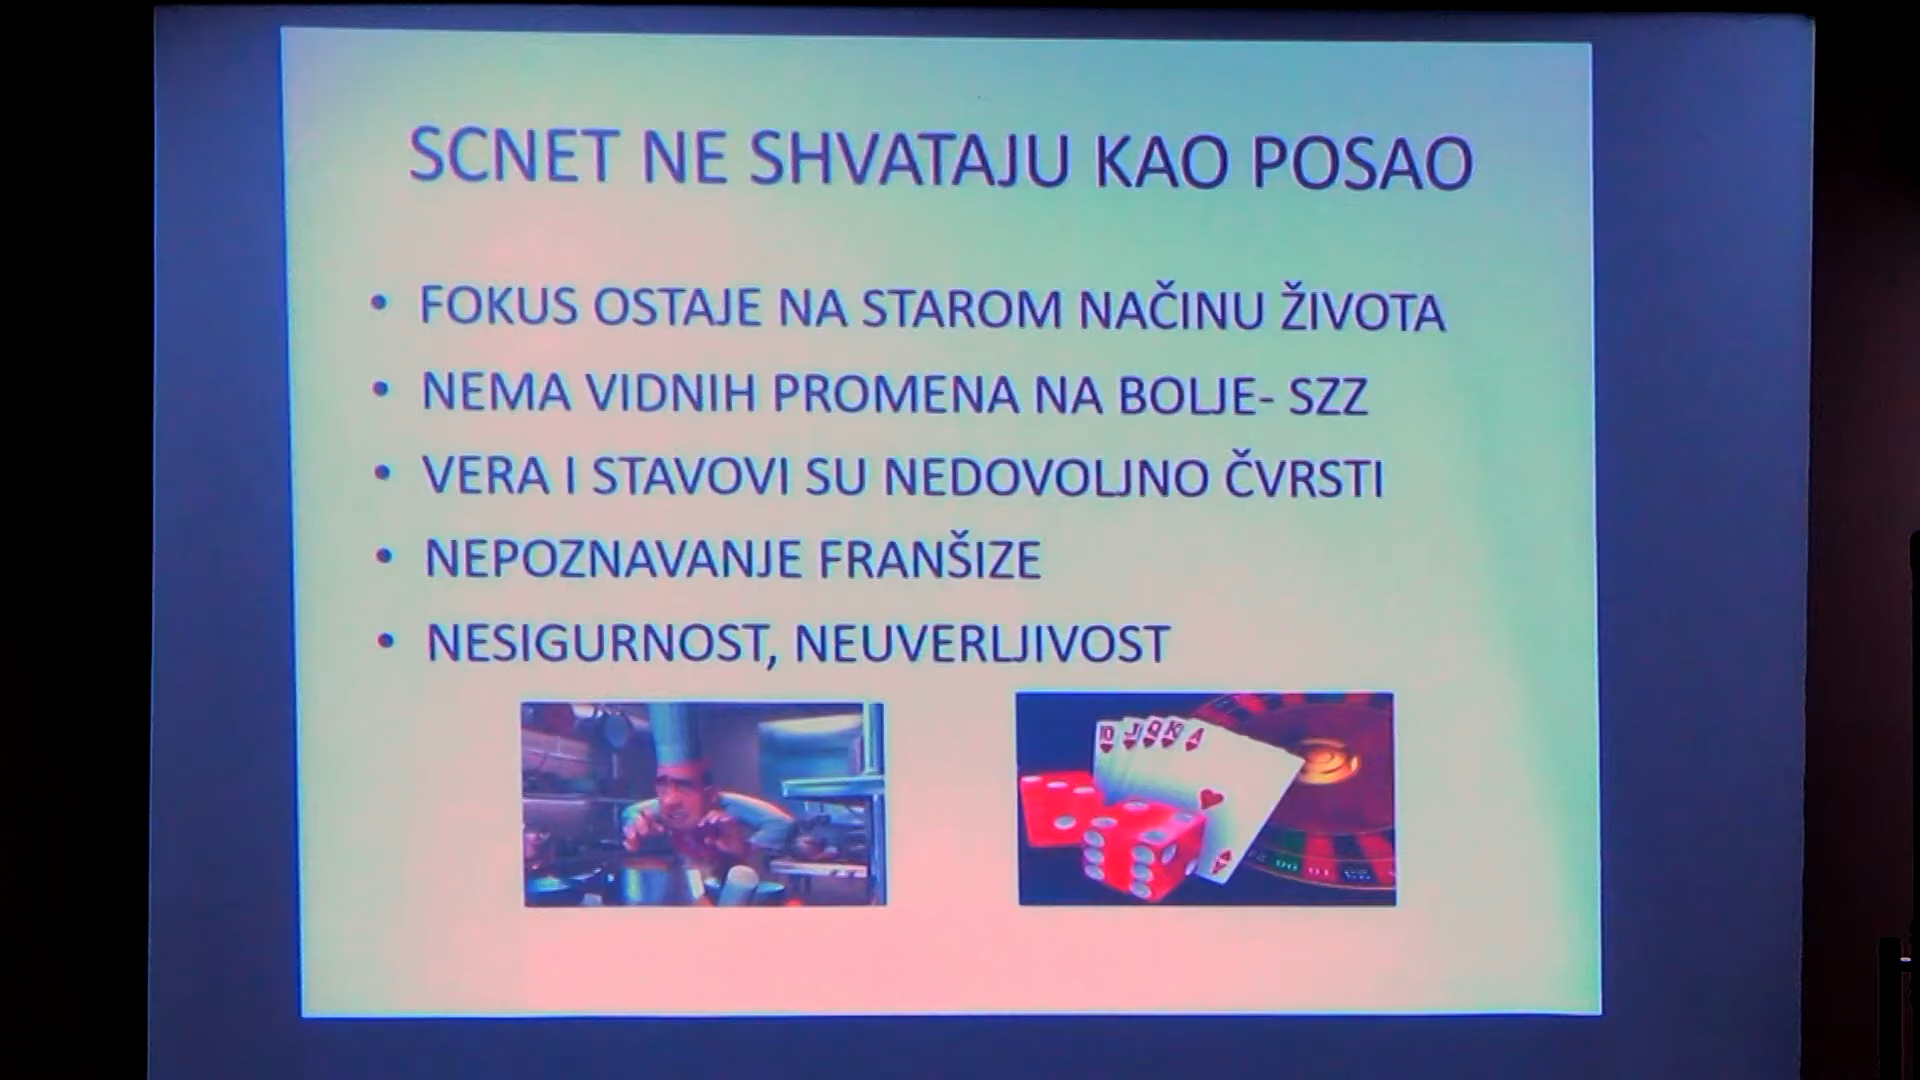 SCNET NE SHVATAJU KAO POSAO
• FOKUS OSTAJE NA STAROM NAČINU ŽIVOTA
• NEMA VIDNIH PROMENA NA BOLJE- SZZ
• VERA I STAVOVI SU NEDOVOLJNO ČVRSTI
• NEPOZNAVANJE FRANŠIZE
• NESIGURNOST, NEUVERLJIVOST
10 J Q K A